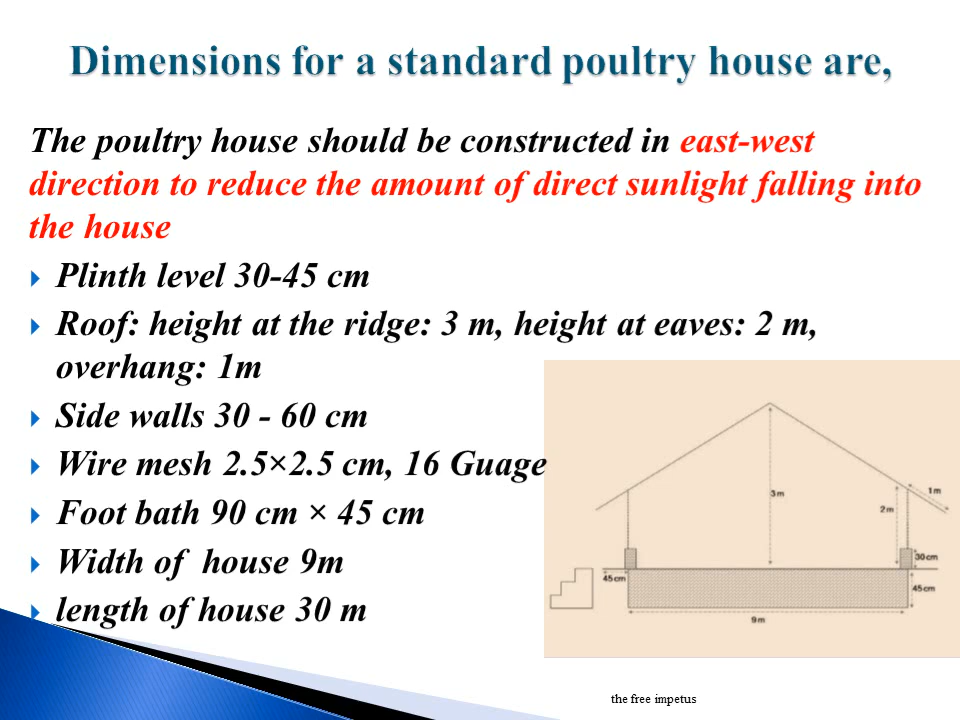 Dimensions for a standard poultry house are,
The poultry house should be constructed in east-west
direction to reduce the amount of direct sunlight falling into
the house
Plinth level 30-45 cm
Roof: height at the ridge: 3 m, height at eaves: 2 m,
overhang: 1m
Side walls 30 - 60 cm
Wire mesh 2.5×2.5 cm, 16 Guage
Foot bath 90 cm × 45 cm
Width of house 9m
length of house 30 m
3m
2m
1m
30cm
45cm
45cm
9m
the free impetus